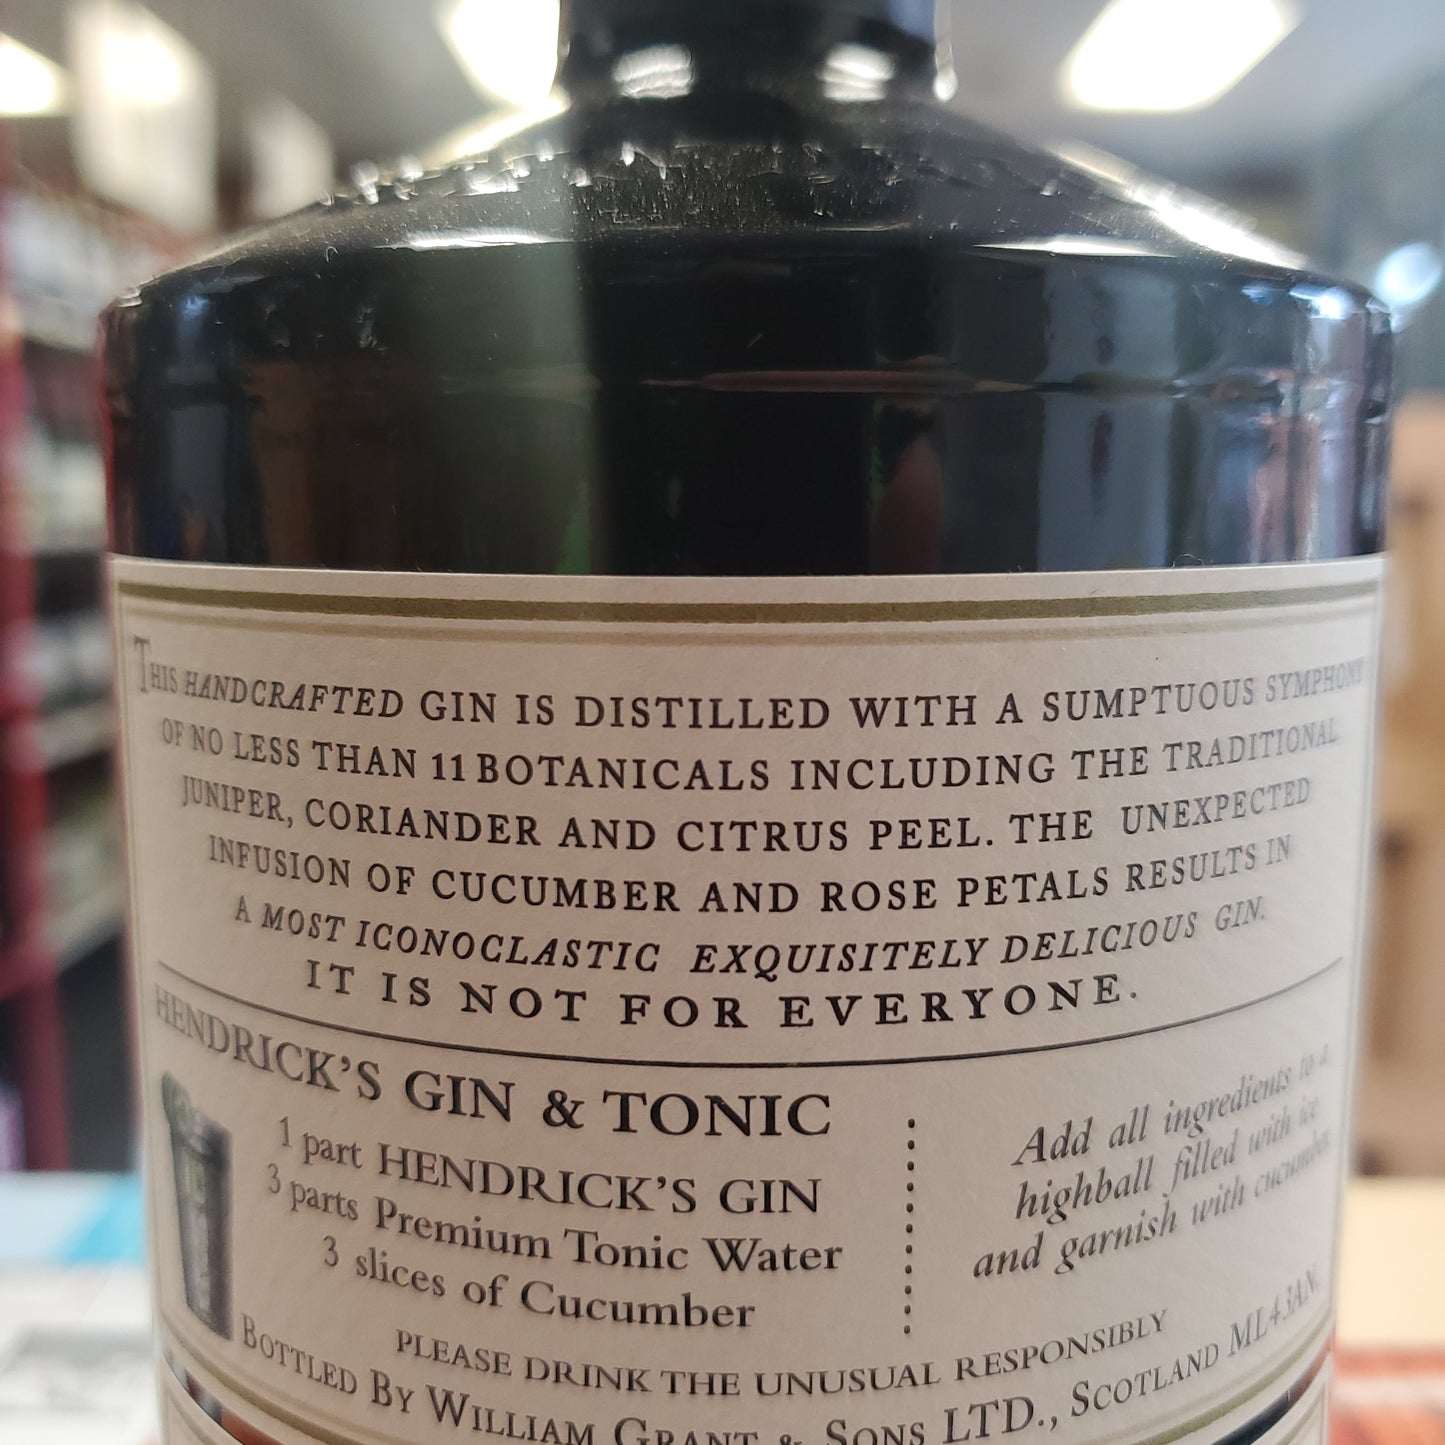 THIS HANDCRAFTED GIN IS DISTILLED WITH A SUMPTUOUS SYMPHONY
OF NO LESS THAN 11 BOTANICALS INCLUDING THE TRADITIONAL
JUNIPER, CORIANDER AND CITRUS PEEL. THE UNEXPECTED
INFUSION OF CUCUMBER AND ROSE PETALS RESULTS IN
A MOST ICONOCLASTIC EXQUISITELY DELICIOUS GIN.
IT IS NOT FOR EVERYONE.
HENDRICK'S GIN & TONIC
1 part HENDRICK'S GIN
3 parts Premium Tonic Water
3 slices of Cucumber
Add all ingredients to a
highball filled with ice
and garnish with cucumber.
PLEASE DRINK THE UNUSUAL RESPONSIBLY
BOTTLED BY WILLIAM GRANT & SONS LTD., SCOTLAND ML43AN.